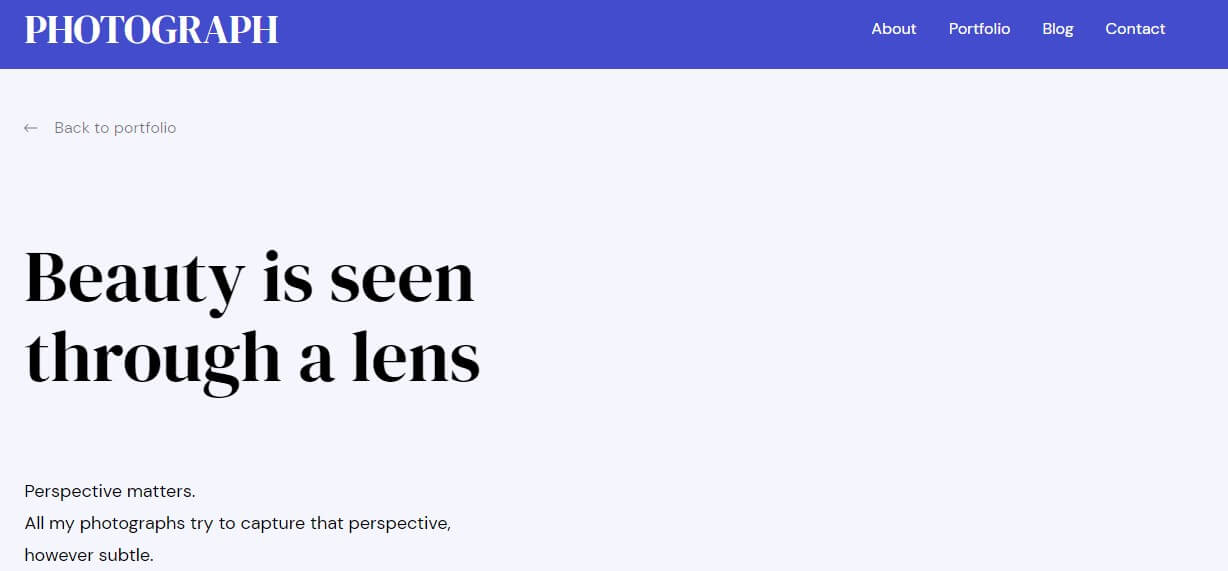 PHOTOGRAPH
About Portfolio Blog Contact
← Back to portfolio
Beauty is seen
through a lens
Perspective matters.
All my photographs try to capture that perspective,
however subtle.